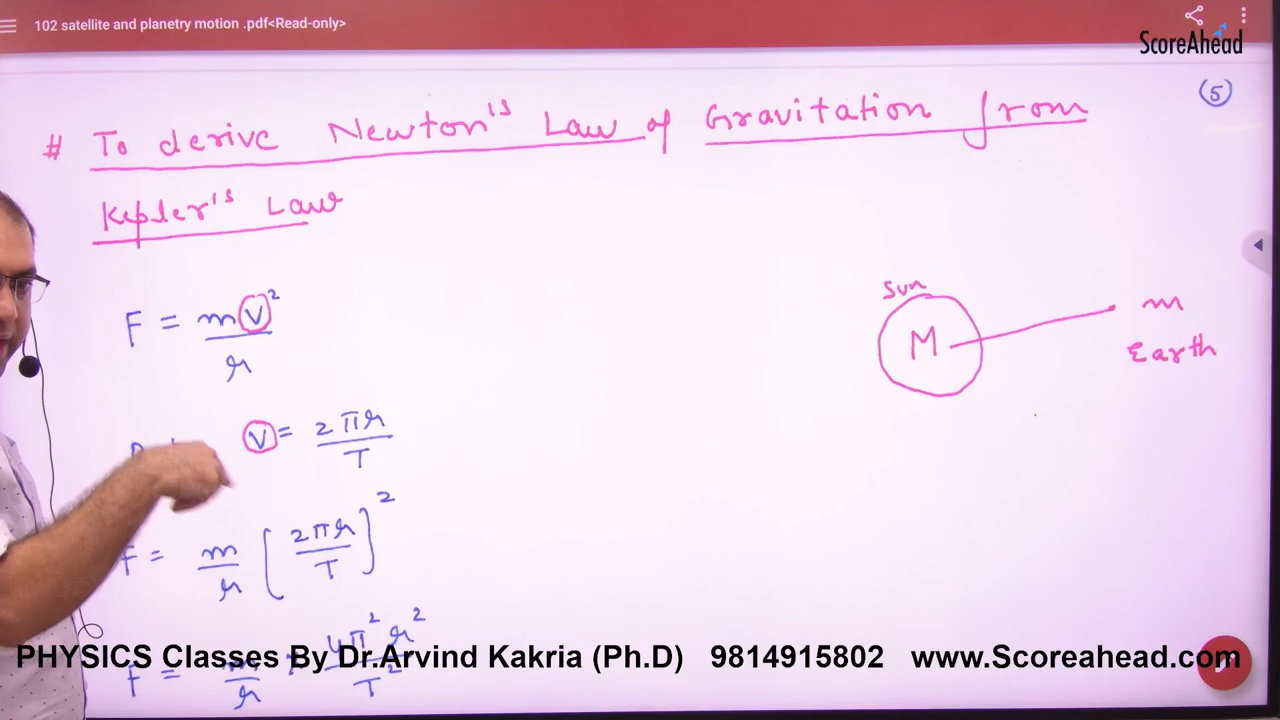 102 satellite and planetry motion .pdf<Read-only>
ScoreAhead
5
# To derive Newton's Law of Gravitation from
Kepler's Law
F = mv²/r
v = 2πr/T
F = m/r [2πr/T]²
F = m/r × 4π²r²/T²
Sun
M
m
Earth
PHYSICS Classes By Dr.Arvind Kakria (Ph.D) 9814915802 www.Scoreahead.com